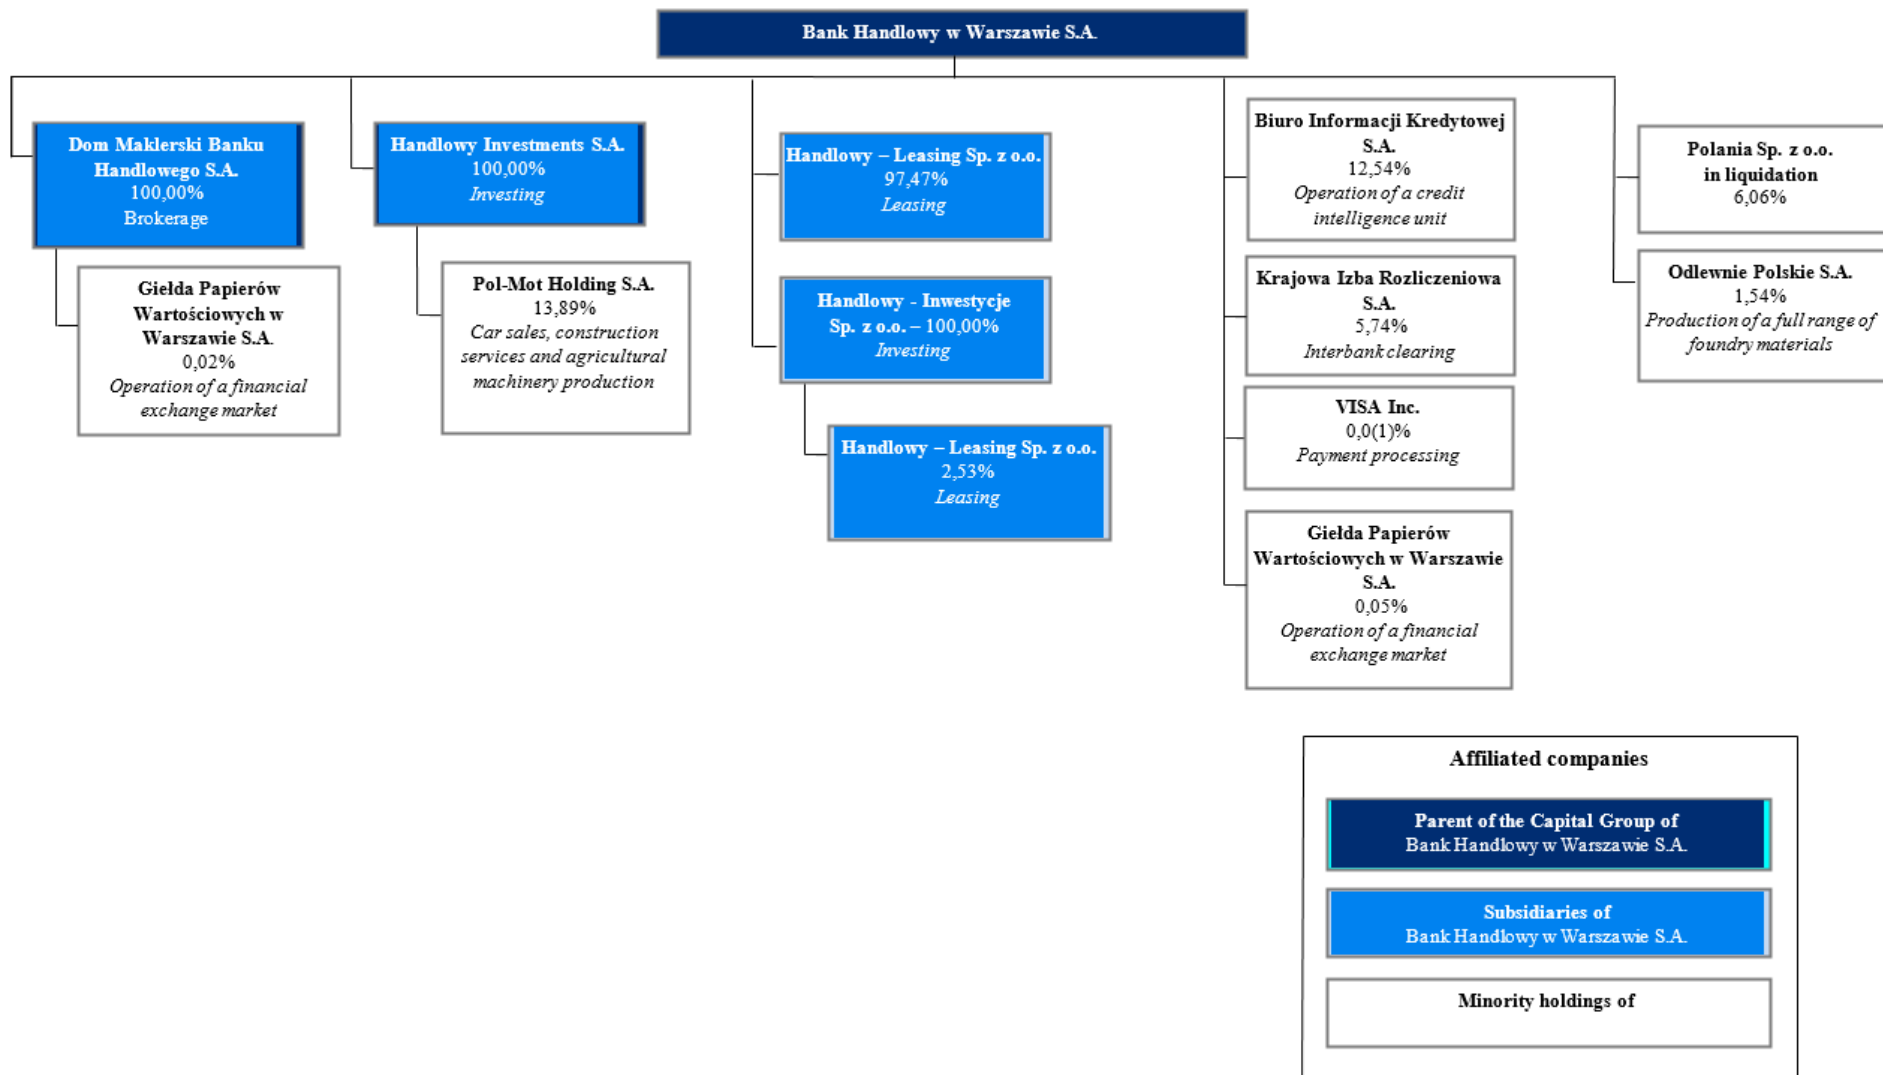 Bank Handlowy w Warszawie S.A.
Dom Maklerski Banku
Handlowego S.A.
100,00%
Brokerage
Giełda Papierów
Wartościowych w
Warszawie S.A.
0,02%
Operation of a financial
exchange market
Handlowy Investments S.A.
100,00%
Investing
Pol-Mot Holding S.A.
13,89%
Car sales, construction
services and agricultural
machinery production
Handlowy – Leasing Sp. z o.o.
97,47%
Leasing
Handlowy - Inwestycje
Sp. z o.o. – 100,00%
Investing
Handlowy – Leasing Sp. z o.o.
2,53%
Leasing
Biuro Informacji Kredytowej
S.A.
12,54%
Operation of a credit
intelligence unit
Krajowa Izba Rozliczeniowa
S.A.
5,74%
Interbank clearing
VISA Inc.
0,0(1)%
Payment processing
Giełda Papierów
Wartościowych w Warszawie
S.A.
0,05%
Operation of a financial
exchange market
Polania Sp. z o.o.
in liquidation
6,06%
Odlewnie Polskie S.A.
1,54%
Production of a full range of
foundry materials
Affiliated companies
Parent of the Capital Group of
Bank Handlowy w Warszawie S.A.
Subsidiaries of
Bank Handlowy w Warszawie S.A.
Minority holdings of